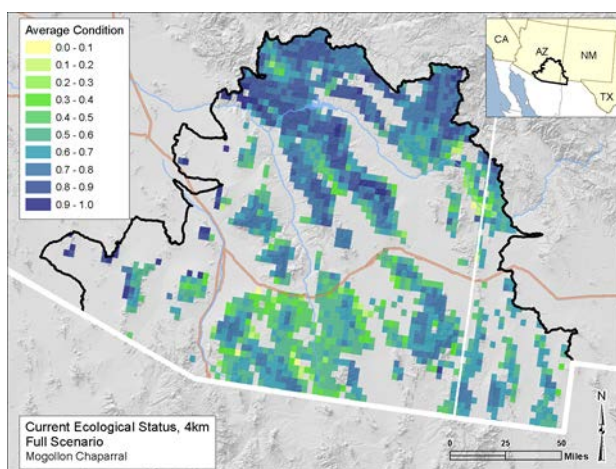 Average Condition
0.0 - 0.1
0.1 - 0.2
0.2 - 0.3
0.3 - 0.4
0.4 - 0.5
0.5 - 0.6
0.6 - 0.7
0.7 - 0.8
0.8 - 0.9
0.9 - 1.0
CA
AZ
NM
TX
AZ
NM
Current Ecological Status, 4km
Full Scenario
Mogollon Chaparral
N
0
25
50
Miles